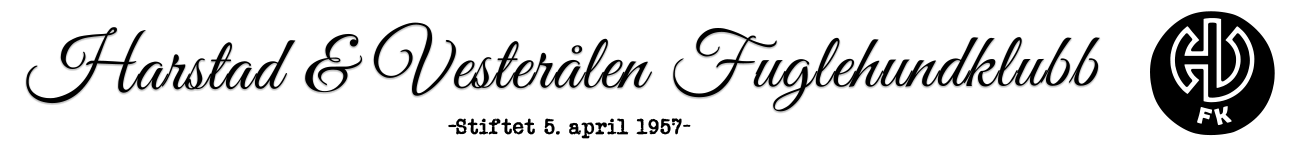 Harstad & Vesterålen Fuglehundklubb
-Stiftet 5. april 1957-
HV
FK